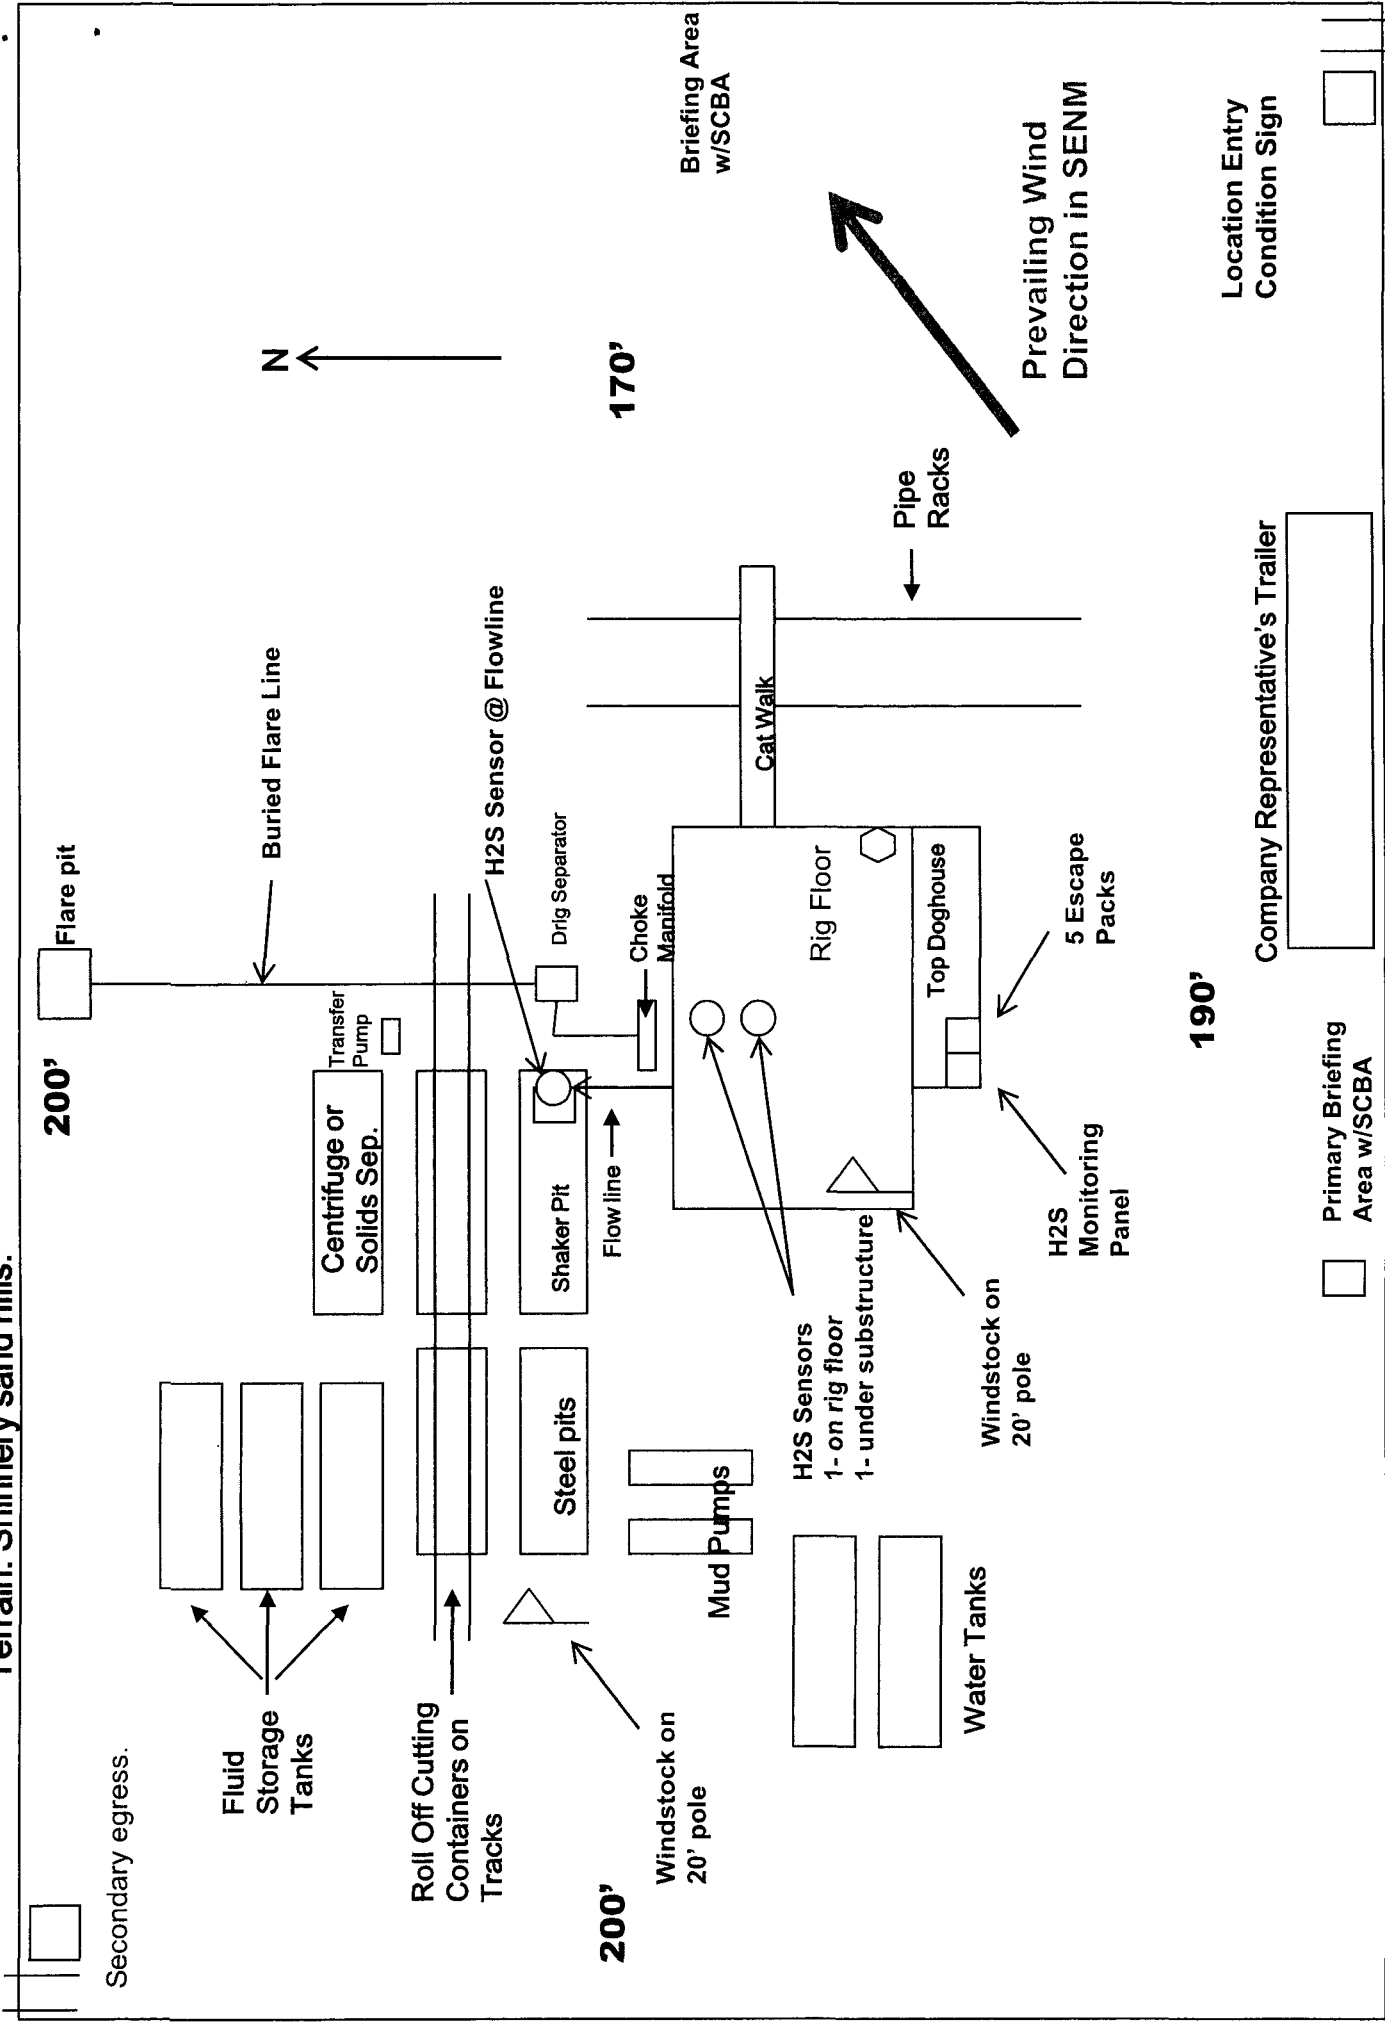 Terrain: Shinnery sand hills.
Secondary egress.
200’
Flare pit
Buried Flare Line
N
Fluid
Storage
Tanks
Centrifuge or
Solids Sep.
Transfer
Pump
H2S Sensor @ Flowline
Roll Off Cutting
Containers on
Tracks
Steel pits
Shaker Pit
Drlg Separator
Flow line
Choke
Manifold
200’
170’
Briefing Area
w/SCBA
Windstock on
20’ pole
Mud Pumps
Cat Walk
Rig Floor
H2S Sensors
1- on rig floor
1- under substructure
Pipe
Racks
Top Doghouse
Water Tanks
Windstock on
20’ pole
H2S
Monitoring
Panel
5 Escape
Packs
Prevailing Wind
Direction in SENM
190’
Location Entry
Condition Sign
Company Representative’s Trailer
Primary Briefing
Area w/SCBA